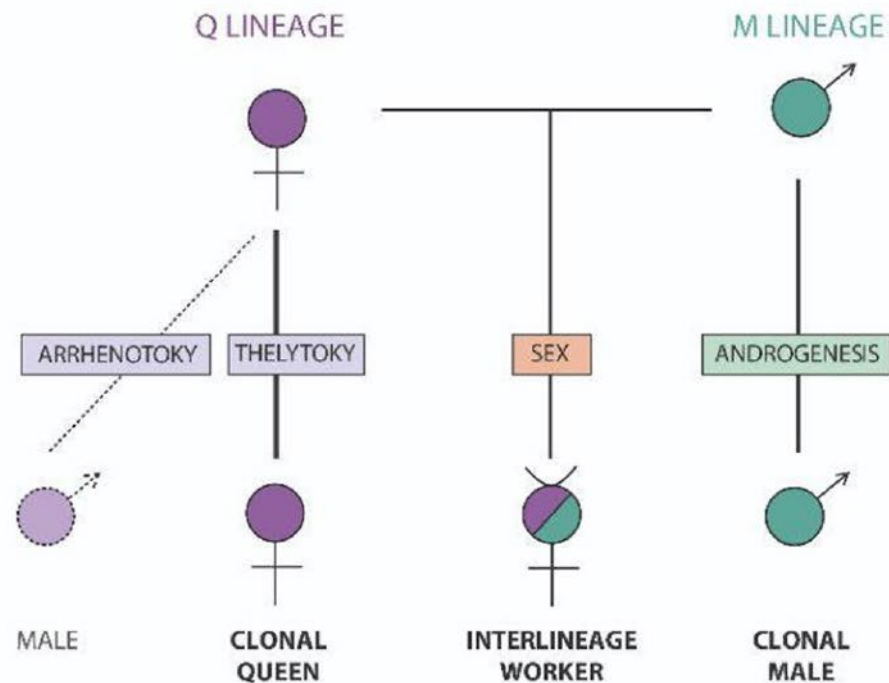 Q LINEAGE
M LINEAGE
ARRHENOTOKY
THELYTOKY
SEX
ANDROGENESIS
MALE
CLONAL
QUEEN
INTERLINEAGE
WORKER
CLONAL
MALE